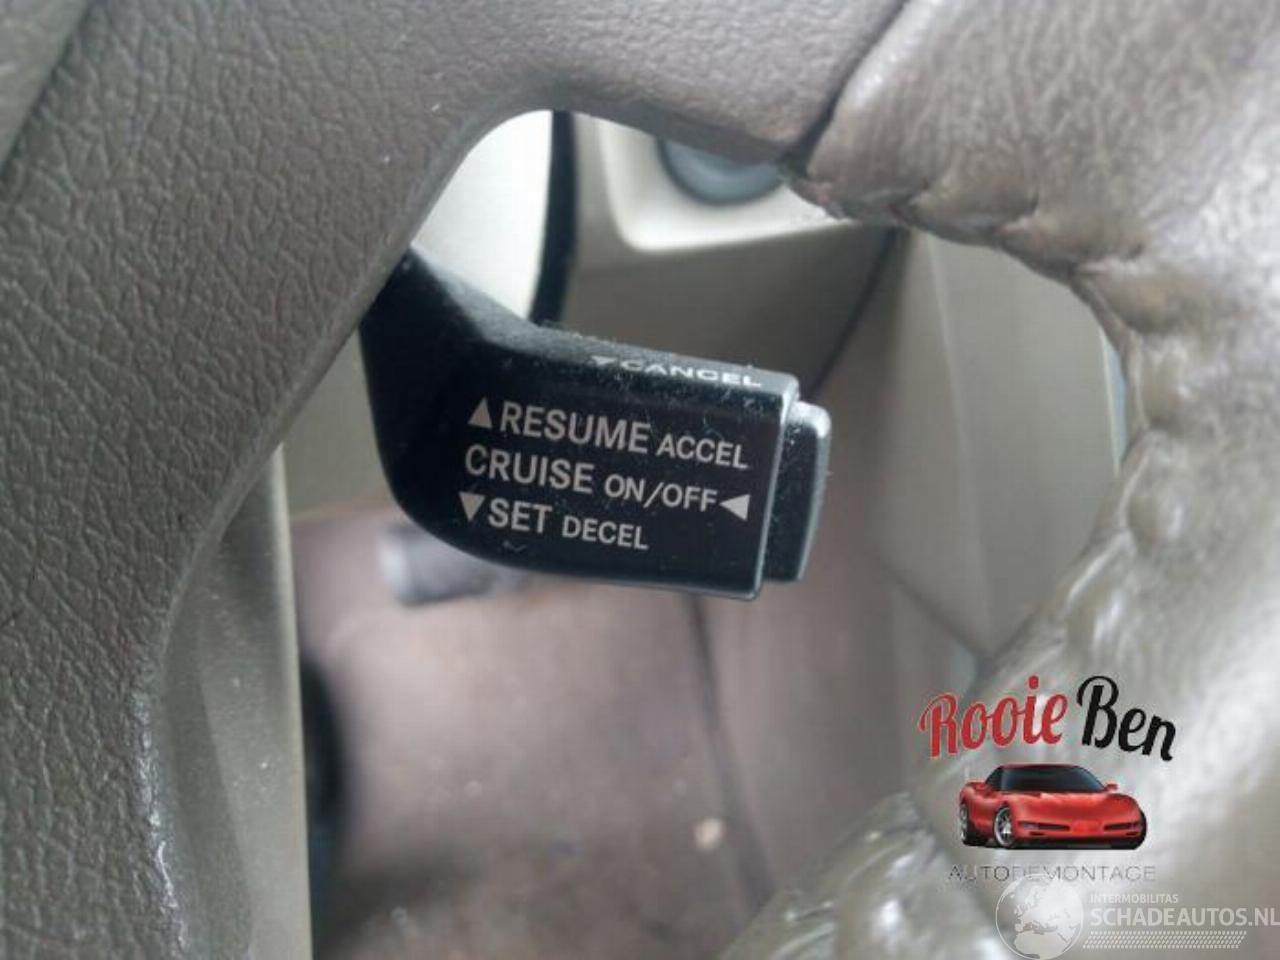 ▼CANCEL
▲RESUME ACCEL
CRUISE ON/OFF◀
▼SET DECEL
Rooie Ben
AUTODEMONTAGE
INTERMOBILITAS
SCHADEAUTOS.NL